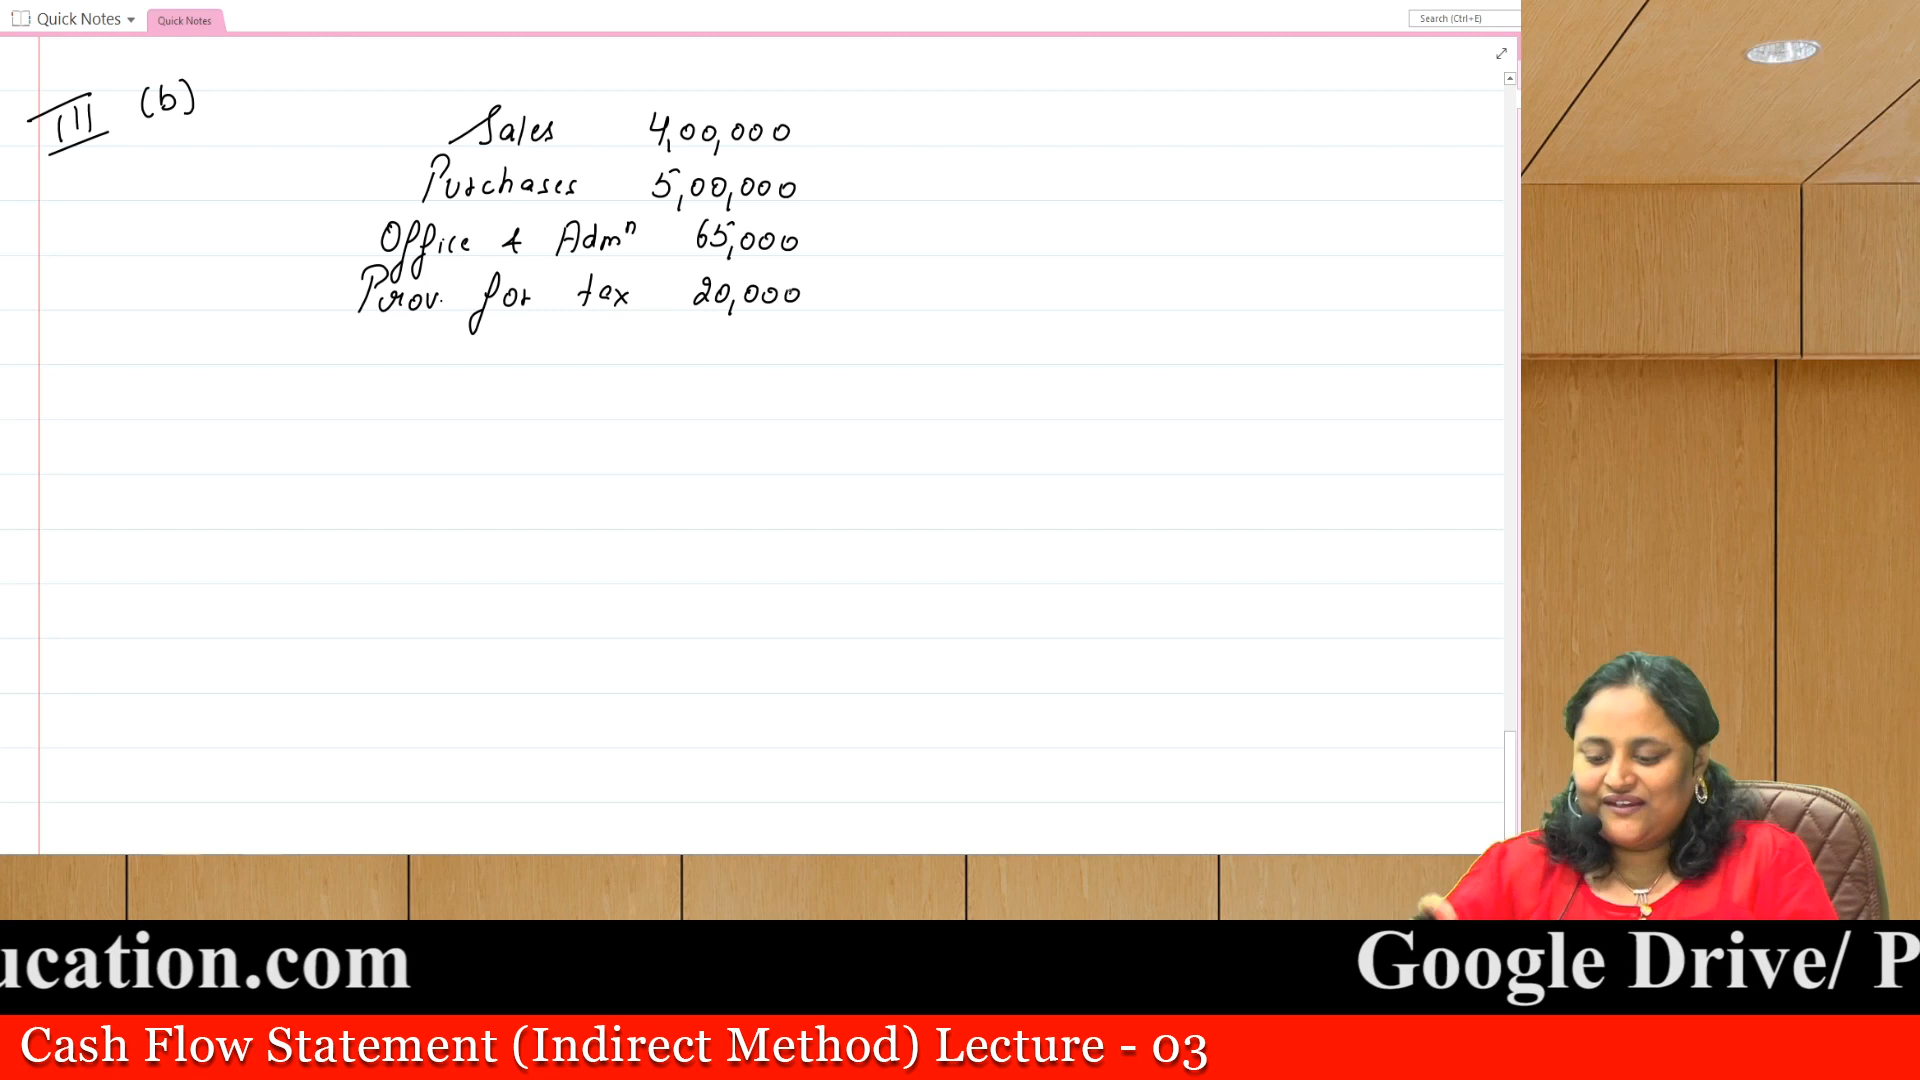 Quick Notes
Quick Notes
Search (Ctrl+E)
III (b)
Sales 4,00,000
Purchases 5,00,000
Office & Admn 65,000
Prov. for tax 20,000
ucation.com
Google Drive/ P
Cash Flow Statement (Indirect Method) Lecture - 03